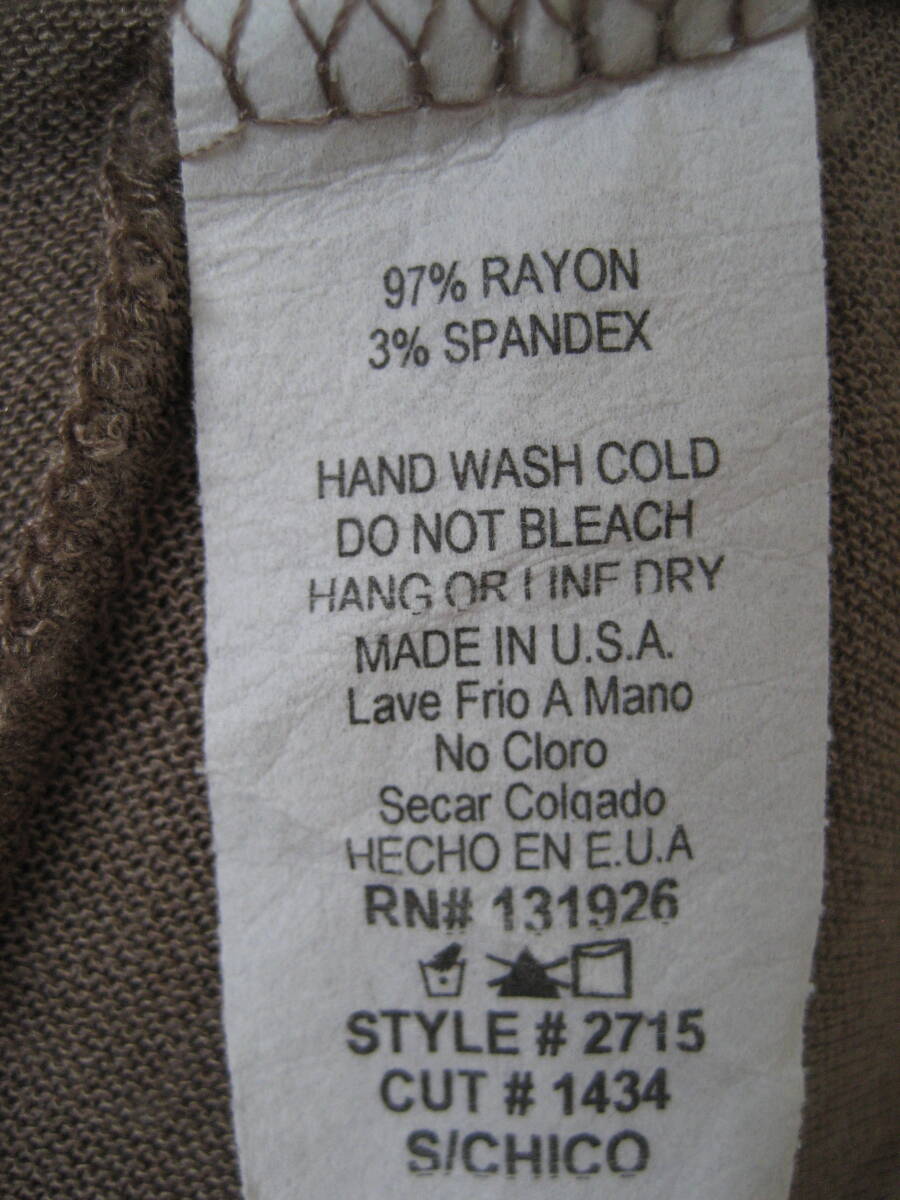 97% RAYON
3% SPANDEX
HAND WASH COLD
DO NOT BLEACH
HANG OR LINE DRY
MADE IN U.S.A.
Lave Frio A Mano
No Cloro
Secar Colgado
HECHO EN E.U.A
RN# 131926
STYLE # 2715
CUT # 1434
S/CHICO